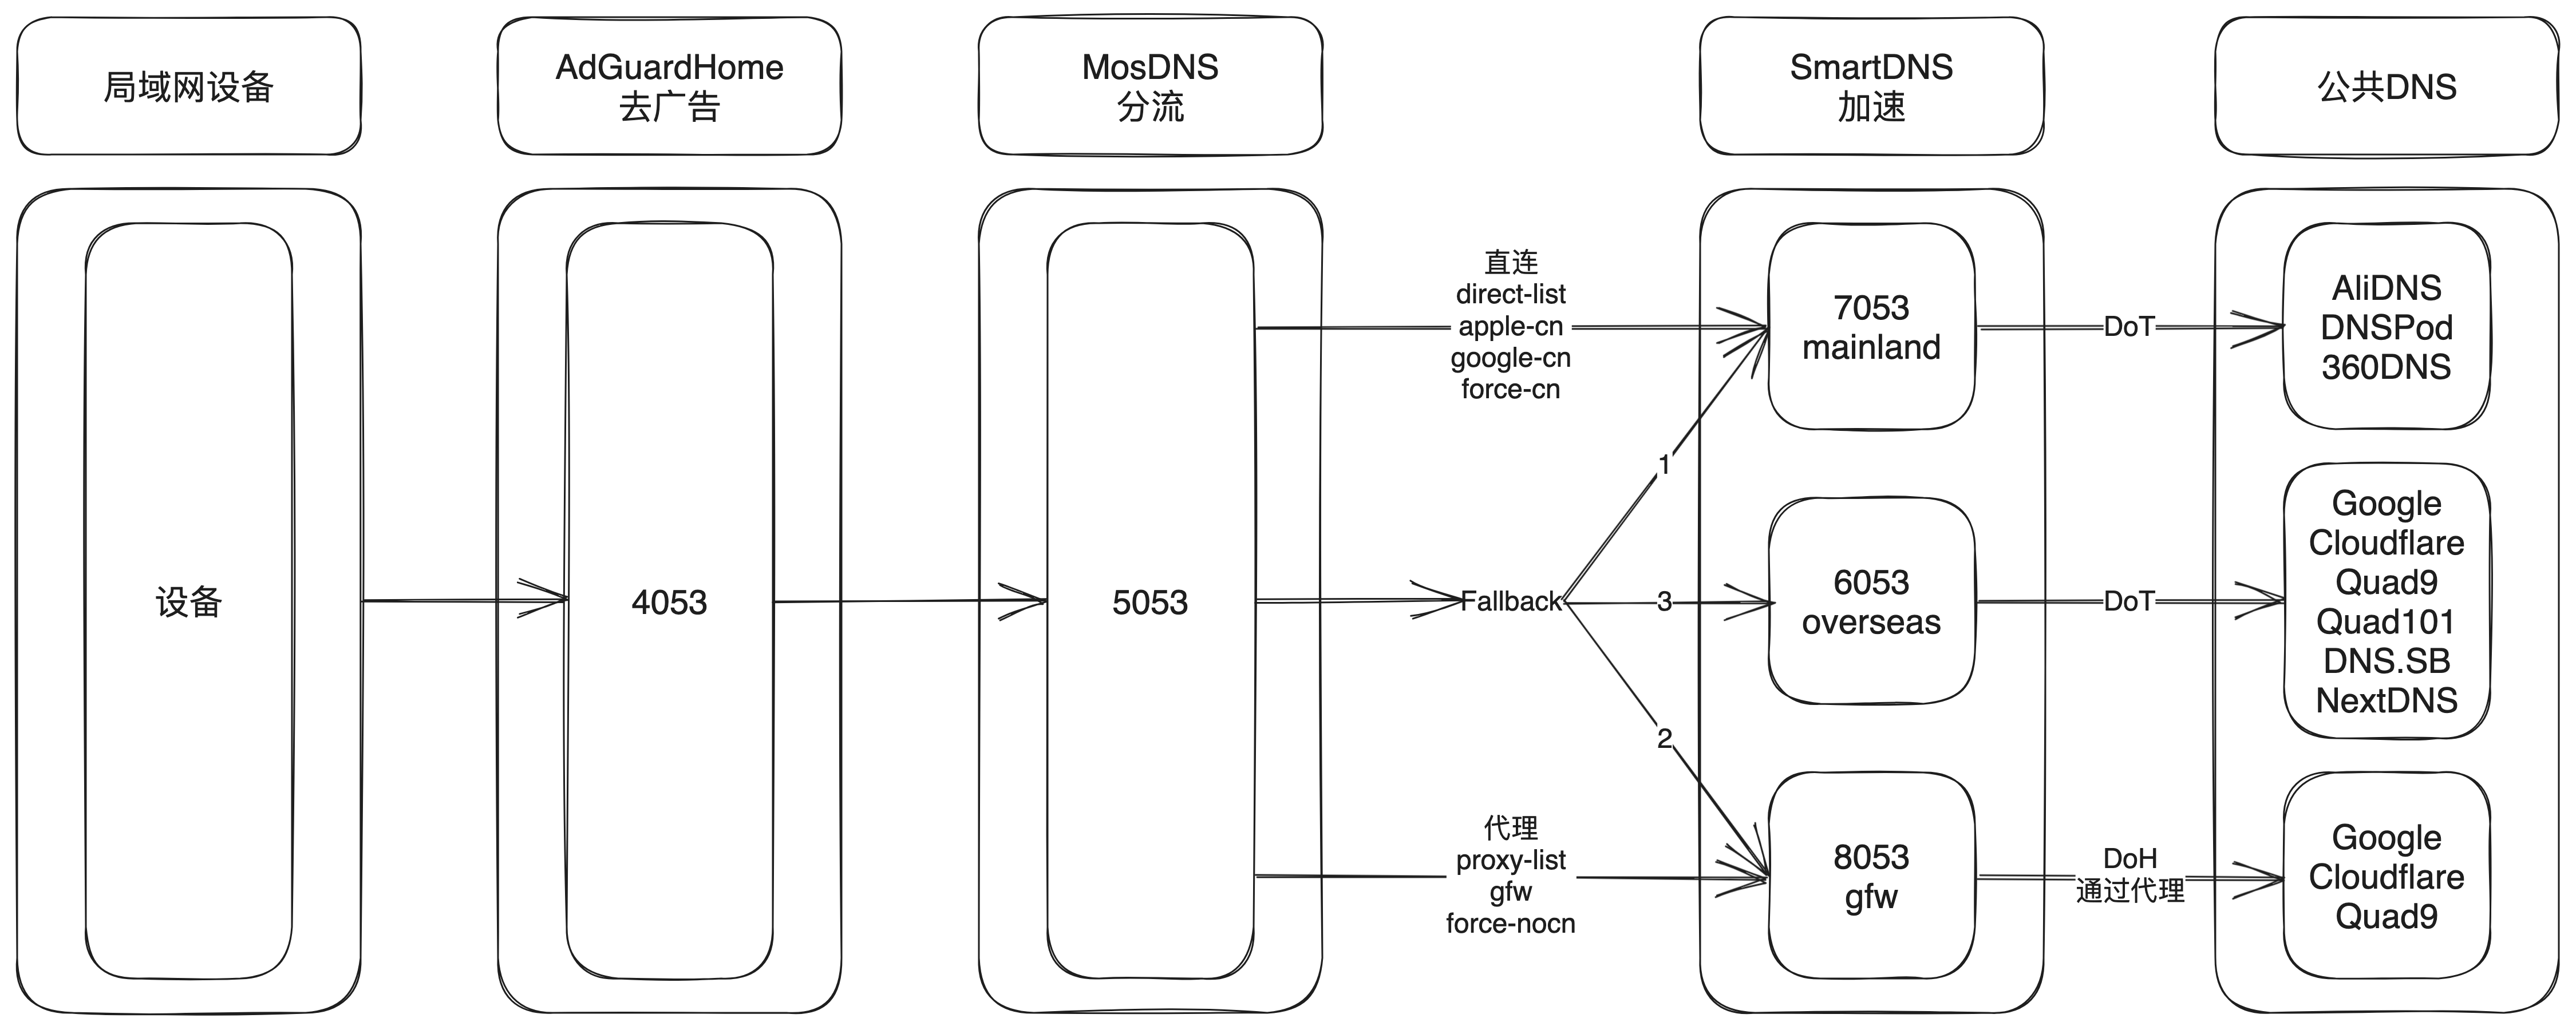 局域网设备
AdGuardHome
去广告
MosDNS
分流
SmartDNS
加速
公共DNS
设备
4053
5053
直连
direct-list
apple-cn
google-cn
force-cn
Fallback
1
3
2
代理
proxy-list
gfw
force-nocn
7053
mainland
6053
overseas
8053
gfw
DoT
DoT
DoH
通过代理
AliDNS
DNSPod
360DNS
Google
Cloudflare
Quad9
Quad101
DNS.SB
NextDNS
Google
Cloudflare
Quad9